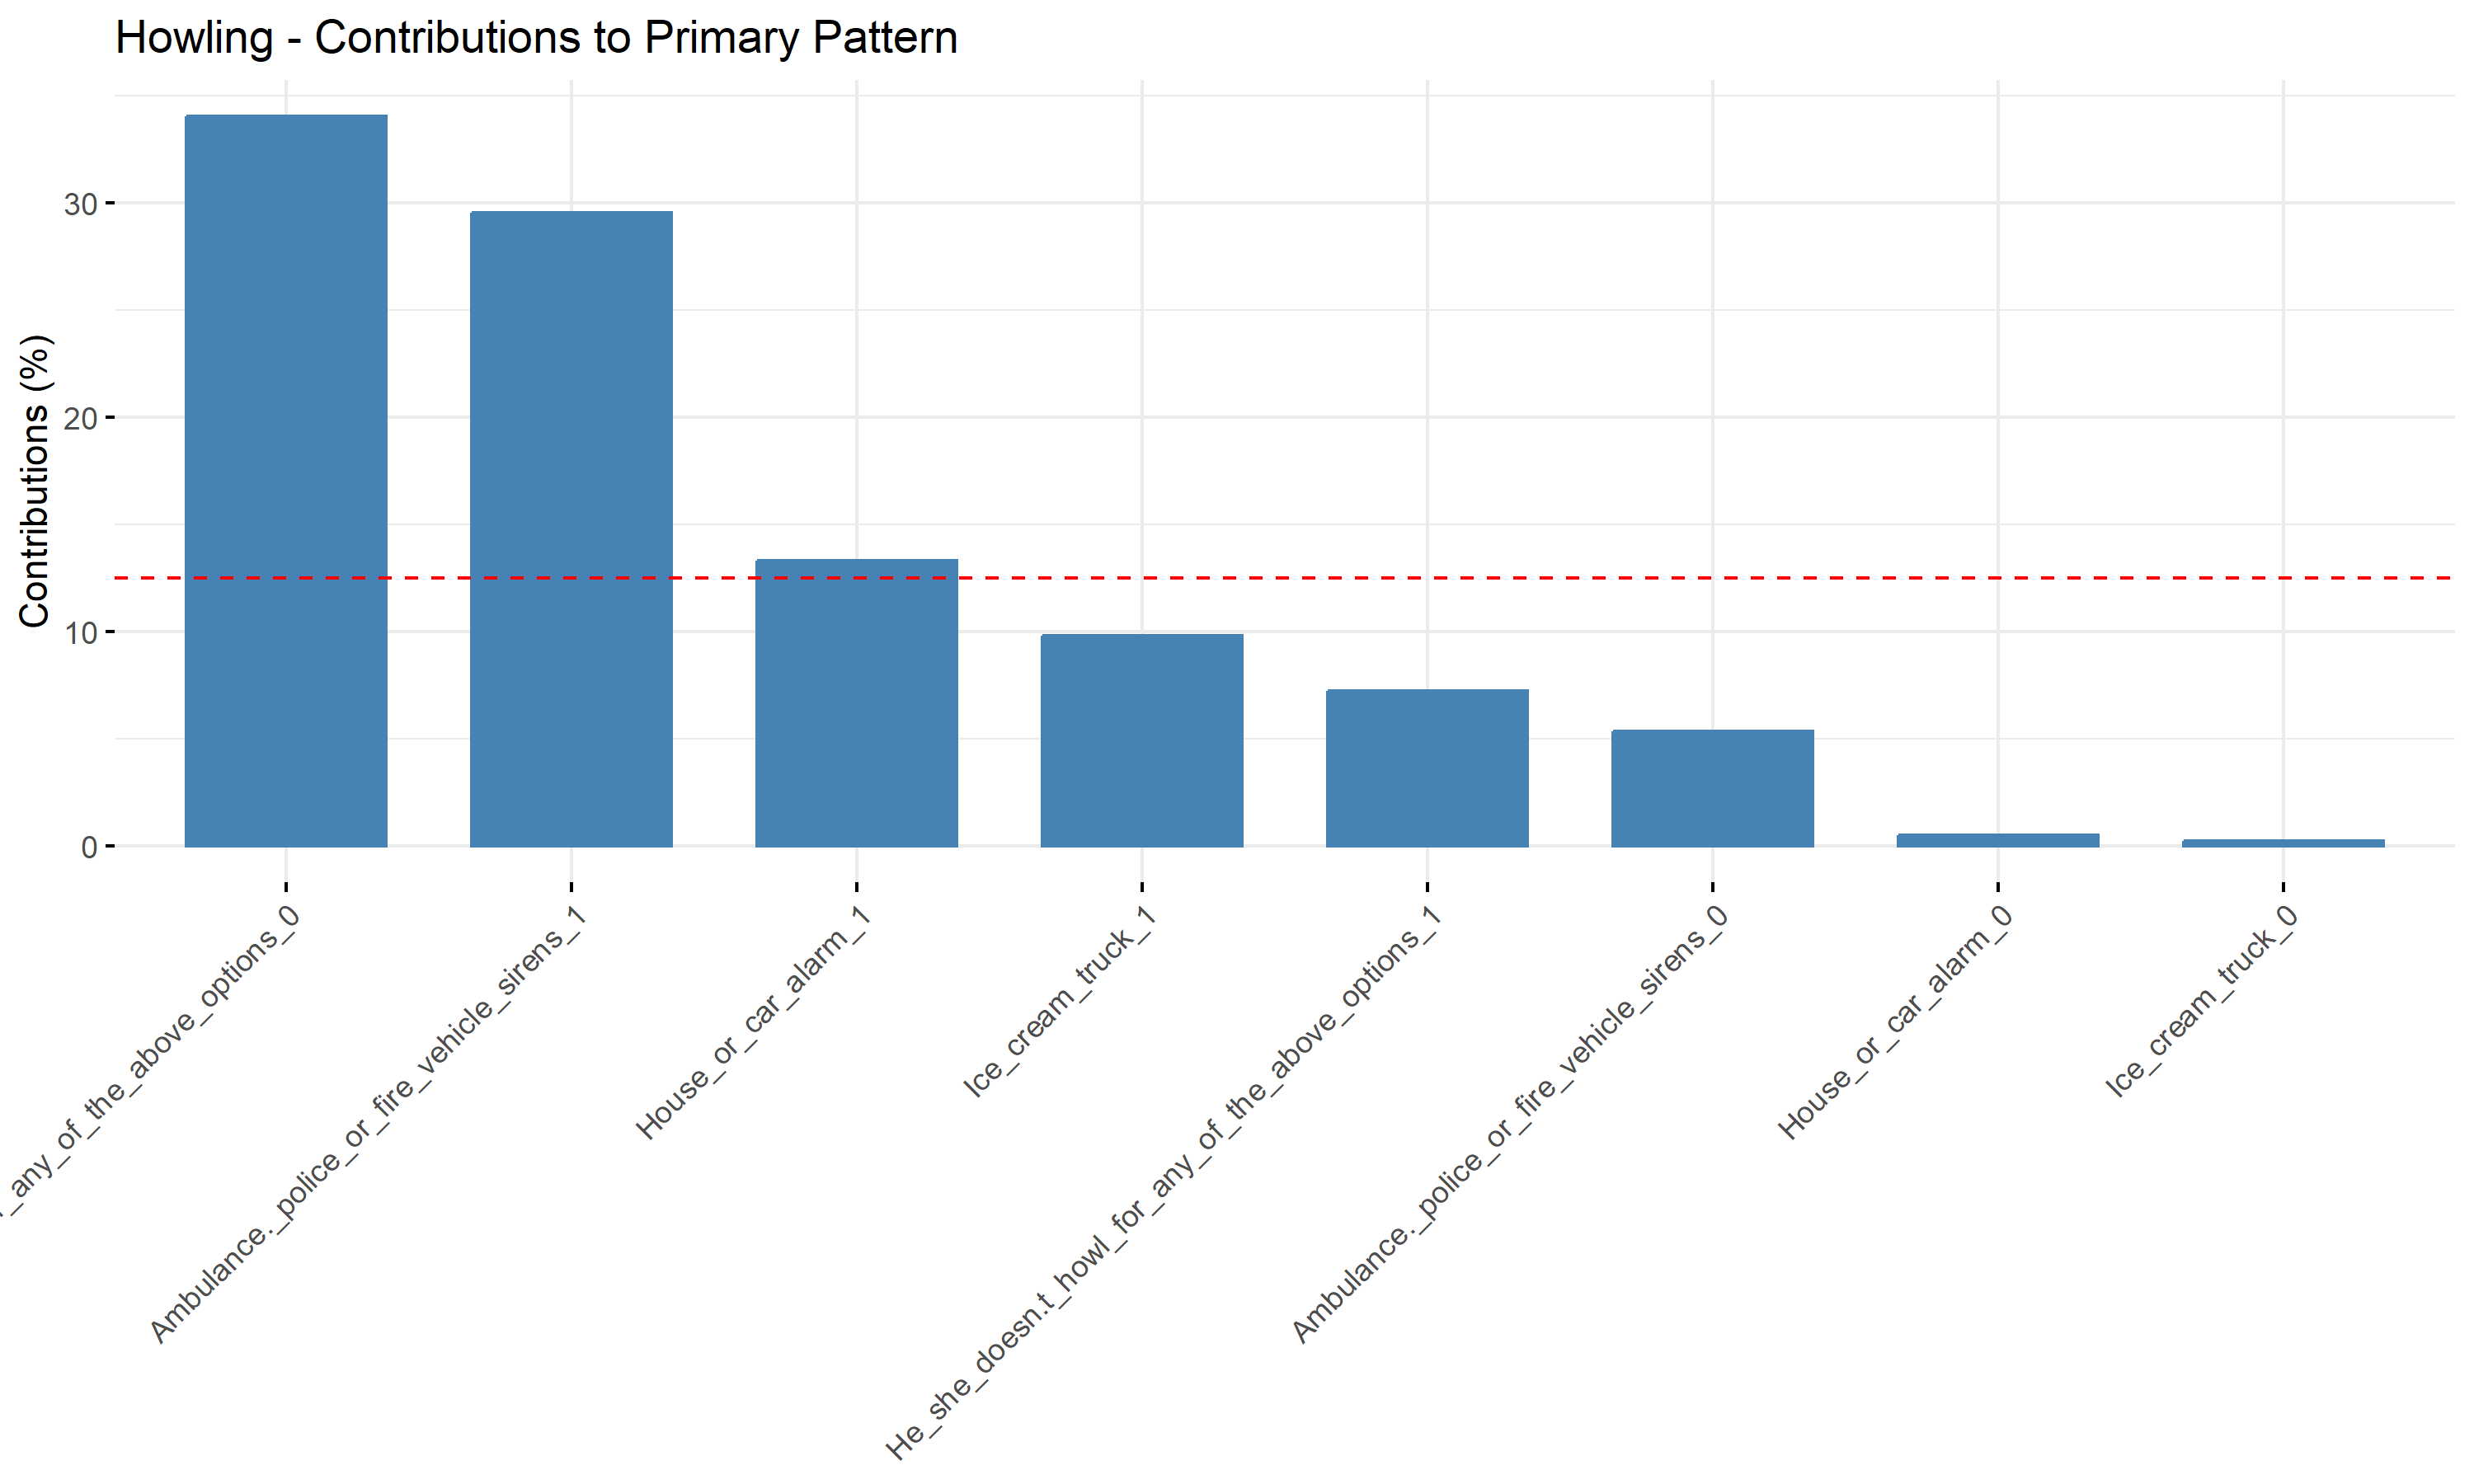 Howling - Contributions to Primary Pattern
Contributions (%)
30
20
10
0
_any_of_the_above_options_0
Ambulance._police_or_fire_vehicle_sirens_1
House_or_car_alarm_1
Ice_cream_truck_1
He_she_doesn.t_howl_for_any_of_the_above_options_1
Ambulance._police_or_fire_vehicle_sirens_0
House_or_car_alarm_0
Ice_cream_truck_0